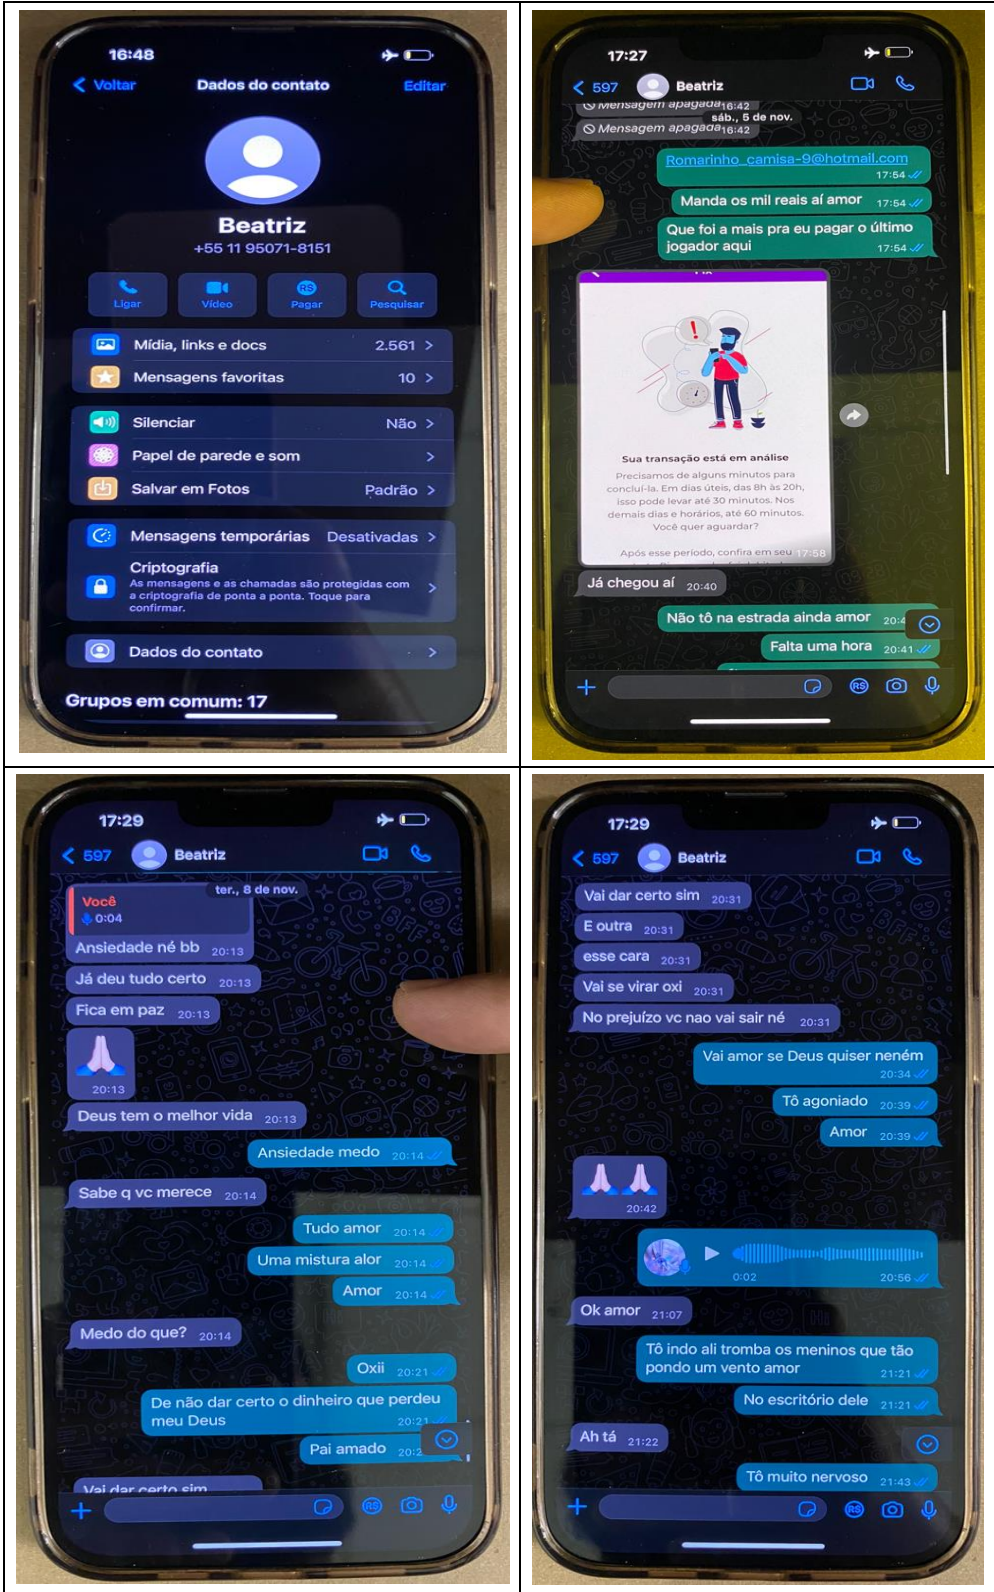 16:48
Voltar
Dados do contato
Editar
Beatriz
+55 11 95071-8151
Ligar
Vídeo
Pagar
Pesquisar
Mídia, links e docs
2.561
Mensagens favoritas
10
Silenciar
Não
Papel de parede e som
Salvar em Fotos
Padrão
Mensagens temporárias
Desativadas
Criptografia
As mensagens e as chamadas são protegidas com
a criptografia de ponta a ponta. Toque para
confirmar.
Dados do contato
Grupos em comum: 17
17:27
597
Beatriz
Mensagem apagada 16:42
sáb., 5 de nov.
Mensagem apagada 16:42
Romarinho_camisa-9@hotmail.com
17:54
Manda os mil reais aí amor 17:54
Que foi a mais pra eu pagar o último
jogador aqui 17:54
Sua transação está em análise
Precisamos de alguns minutos para
concluí-la. Em dias úteis, das 8h às 20h,
isso pode levar até 30 minutos. Nos
demais dias e horários, até 60 minutos.
Você quer aguardar?
Após esse período, confira em seu 17:58
Já chegou aí 20:40
Não tô na estrada ainda amor
Falta uma hora 20:41
17:29
597
Beatriz
ter., 8 de nov.
Você
0:04
Ansiedade né bb 20:13
Já deu tudo certo 20:13
Fica em paz 20:13
20:13
Deus tem o melhor vida 20:13
Ansiedade medo 20:14
Sabe q vc merece 20:14
Tudo amor 20:14
Uma mistura alor 20:14
Amor 20:14
Medo do que? 20:14
Oxii 20:21
De não dar certo o dinheiro que perdeu
meu Deus 20:21
Pai amado
Vai dar certo sim
17:29
597
Beatriz
Vai dar certo sim 20:31
E outra 20:31
esse cara 20:31
Vai se virar oxi 20:31
No prejuízo vc nao vai sair né 20:31
Vai amor se Deus quiser neném
20:34
Tô agoniado 20:39
Amor 20:39
20:42
0:02
20:56
Ok amor 21:07
Tô indo ali tromba os meninos que tão
pondo um vento amor
21:21
No escritório dele 21:21
Ah tá 21:22
Tô muito nervoso 21:43